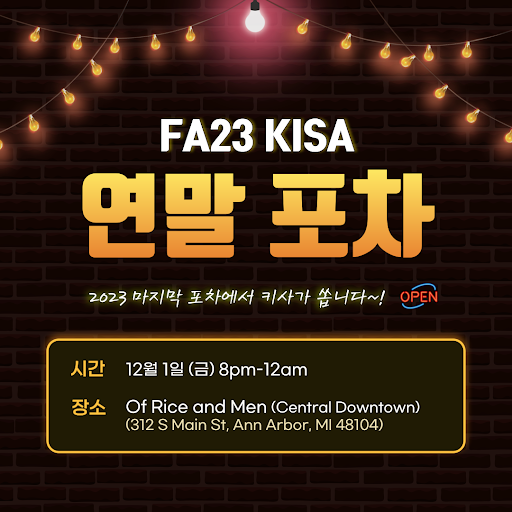 FA23 KISA
연말 포차
2023 마지막 포차에서 키사가 쏩니다~! OPEN
시간 12월 1일 (금) 8pm-12am
장소 Of Rice and Men (Central Downtown)
(312 S Main St, Ann Arbor, MI 48104)